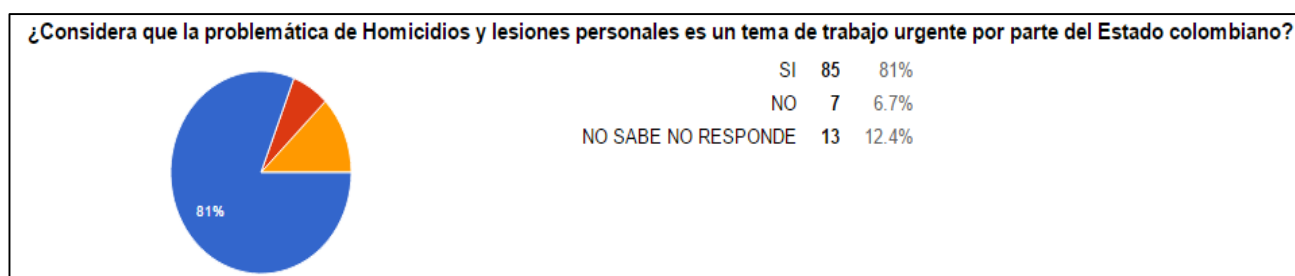 ¿Considera que la problemática de Homicidios y lesiones personales es un tema de trabajo urgente por parte del Estado colombiano?
SI 85 81%
NO 7 6.7%
NO SABE NO RESPONDE 13 12.4%
81%